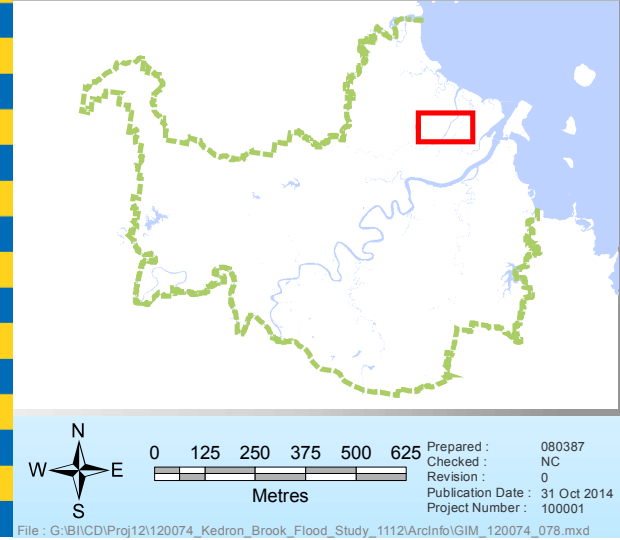 N
W E
S
0 125 250 375 500 625
Metres
Prepared : 080387
Checked : NC
Revision : 0
Publication Date : 31 Oct 2014
Project Number : 100001
File : G:\BI\CD\Proj12\120074_Kedron_Brook_Flood_Study_1112\ArcInfo\GIM_120074_078.mxd